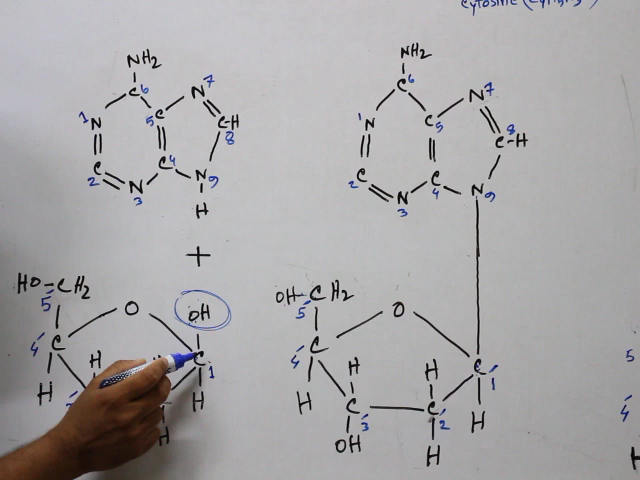 Cytosine (
NH2
C 6
N 7
1 N
5 C
C-H
8
C
2
C 4
N
3
N 9
H
+
HO-CH2
5'
O
OH
4' C
C
1
H
H
H
H
NH2
C 6
N 7
1 N
C
5
8
C-H
2 C
C
4
N
3
N 9
OH-CH2
5'
O
4' C
C'
1
H
H
H
H
C'
3
C'
2
OH
H
5
4'
H